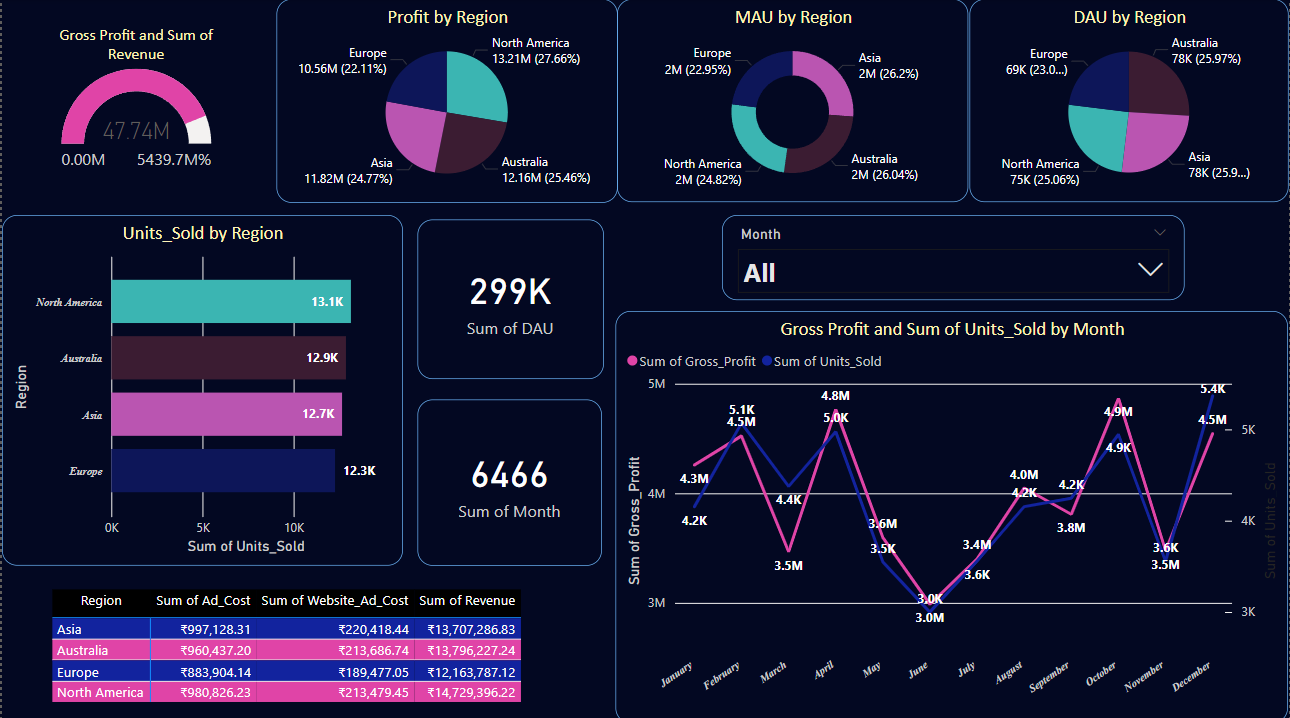 Gross Profit and Sum of
Revenue
47.74M
0.00M
5439.7M%
Profit by Region
North America
13.21M (27.66%)
Europe
10.56M (22.11%)
Asia
11.82M (24.77%)
Australia
12.16M (25.46%)
MAU by Region
Europe
2M (22.95%)
Asia
2M (26.2%)
North America
2M (24.82%)
Australia
2M (26.04%)
DAU by Region
Europe
69K (23.0...)
Australia
78K (25.97%)
North America
75K (25.06%)
Asia
78K (25.9...)
Units_Sold by Region
Region
North America
13.1K
Australia
12.9K
Asia
12.7K
Europe
12.3K
0K 5K 10K
Sum of Units_Sold
299K
Sum of DAU
6466
Sum of Month
Month
All
Gross Profit and Sum of Units_Sold by Month
Sum of Gross_Profit Sum of Units_Sold
Sum of Gross_Profit
5M
4M
3M
4.3M
4.2K
5.1K
4.5M
4.4K
3.5M
4.8M
5.0K
3.6M
3.5K
3.0K
3.0M
3.4M
3.6K
4.0M
4.2K
4.2K
3.8M
4.9M
4.9K
3.6K
3.5M
5.4K
4.5M
5K
4K
3K
Sum of Units_Sold
January February March April May June July August September October November December
Region Sum of Ad_Cost Sum of Website_Ad_Cost Sum of Revenue
Asia ₹997,128.31 ₹220,418.44 ₹13,707,286.83
Australia ₹960,437.20 ₹213,686.74 ₹13,796,227.24
Europe ₹883,904.14 ₹189,477.05 ₹12,163,787.12
North America ₹980,826.23 ₹213,479.45 ₹14,729,396.22